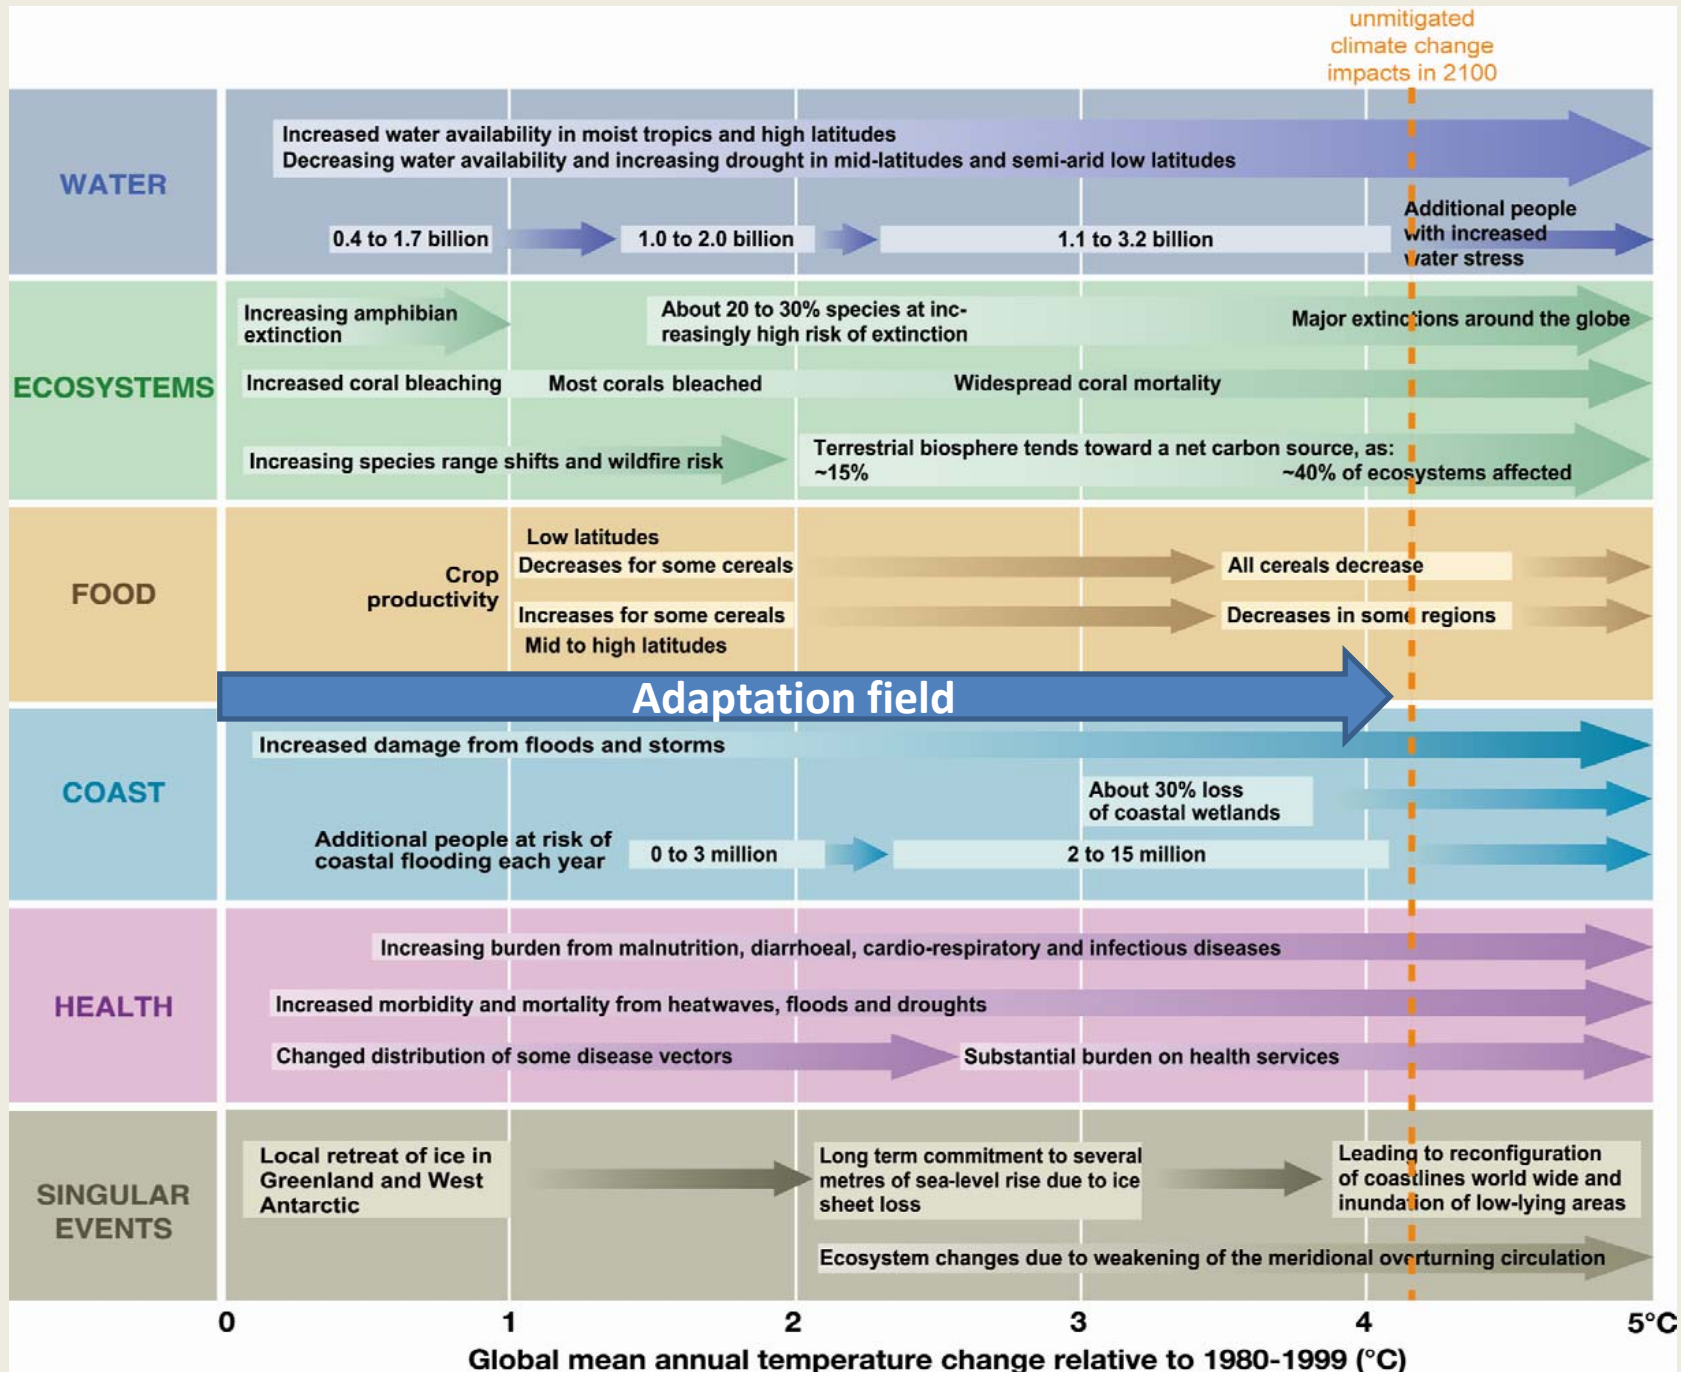 unmitigated
climate change
impacts in 2100
WATER
Increased water availability in moist tropics and high latitudes
Decreasing water availability and increasing drought in mid-latitudes and semi-arid low latitudes
0.4 to 1.7 billion
1.0 to 2.0 billion
1.1 to 3.2 billion
Additional people
with increased
water stress
ECOSYSTEMS
Increasing amphibian
extinction
About 20 to 30% species at inc-
reasingly high risk of extinction
Major extinctions around the globe
Increased coral bleaching
Most corals bleached
Widespread coral mortality
Increasing species range shifts and wildfire risk
Terrestrial biosphere tends toward a net carbon source, as:
~15%
~40% of ecosystems affected
FOOD
Crop
productivity
Low latitudes
Decreases for some cereals
All cereals decrease
Increases for some cereals
Decreases in some regions
Mid to high latitudes
Adaptation field
COAST
Increased damage from floods and storms
About 30% loss
of coastal wetlands
Additional people at risk of
coastal flooding each year
0 to 3 million
2 to 15 million
HEALTH
Increasing burden from malnutrition, diarrhoeal, cardio-respiratory and infectious diseases
Increased morbidity and mortality from heatwaves, floods and droughts
Changed distribution of some disease vectors
Substantial burden on health services
SINGULAR
EVENTS
Local retreat of ice in
Greenland and West
Antarctic
Long term commitment to several
metres of sea-level rise due to ice
sheet loss
Leading to reconfiguration
of coastlines world wide and
inundation of low-lying areas
Ecosystem changes due to weakening of the meridional overturning circulation
0 1 2 3 4 5°C
Global mean annual temperature change relative to 1980-1999 (°C)